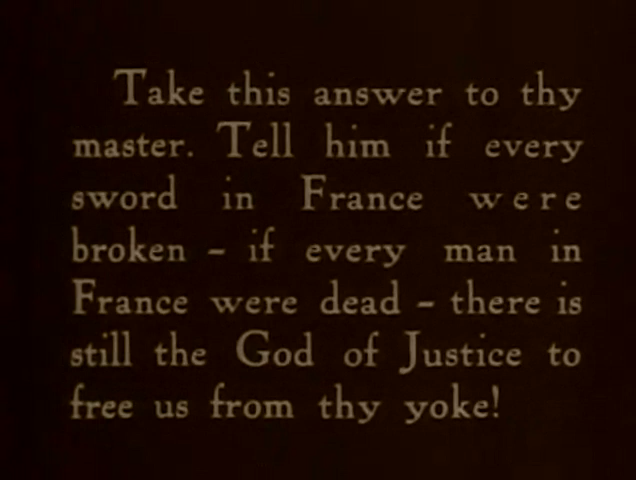 Take this answer to thy
master. Tell him if every
sword in France were
broken - if every man in
France were dead - there is
still the God of Justice to
free us from thy yoke!